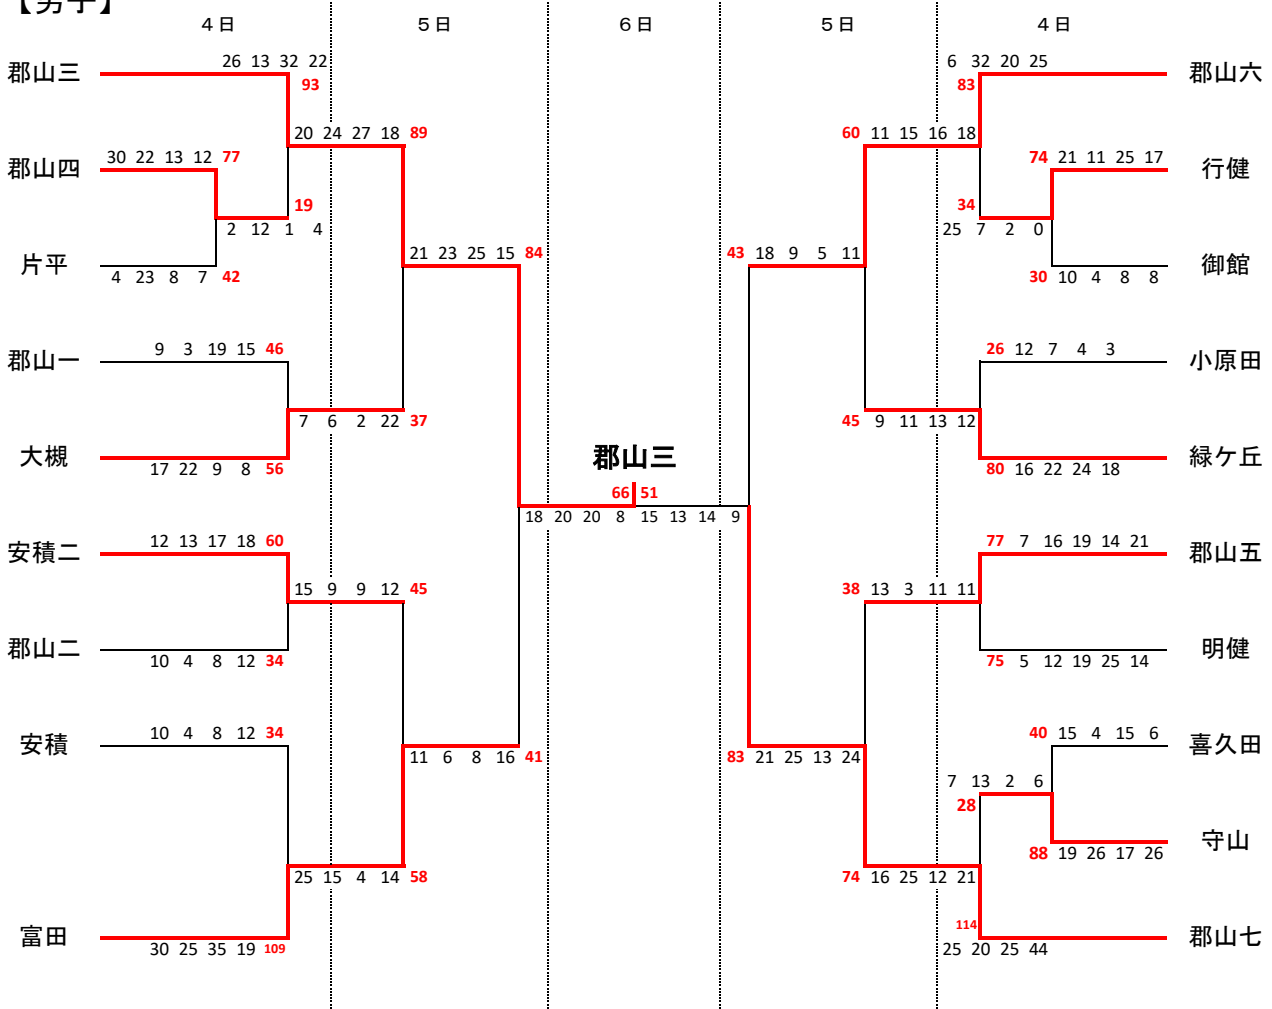 【男子】
4日 5日 6日 5日 4日
26 13 32 22 6 32 20 25
郡山三 93 83 郡山六
20 24 27 18 89 60 11 15 16 18
郡山四 30 22 13 12 77 74 21 11 25 17 行健
19 34
2 12 1 4 25 7 2 0
片平 21 23 25 15 84 43 18 9 5 11 御館
4 23 8 7 42 30 10 4 8 8
郡山一 9 3 19 15 46 26 12 7 4 3 小原田
7 6 2 22 37 45 9 11 13 12
大槻 郡山三 緑ケ丘
17 22 9 8 56 80 16 22 24 18
66 51
18 20 20 8 15 13 14 9
安積二 12 13 17 18 60 77 7 16 19 14 21 郡山五
15 9 9 12 45 38 13 3 11 11
郡山二 明健
10 4 8 12 34 75 5 12 19 25 14
安積 10 4 8 12 34 40 15 4 15 6 喜久田
11 6 8 16 41 83 21 25 13 24
7 13 2 6
28
守山
88 19 26 17 26
25 15 4 14 58 74 16 25 12 21
富田 114 郡山七
30 25 35 19 109 25 20 25 44